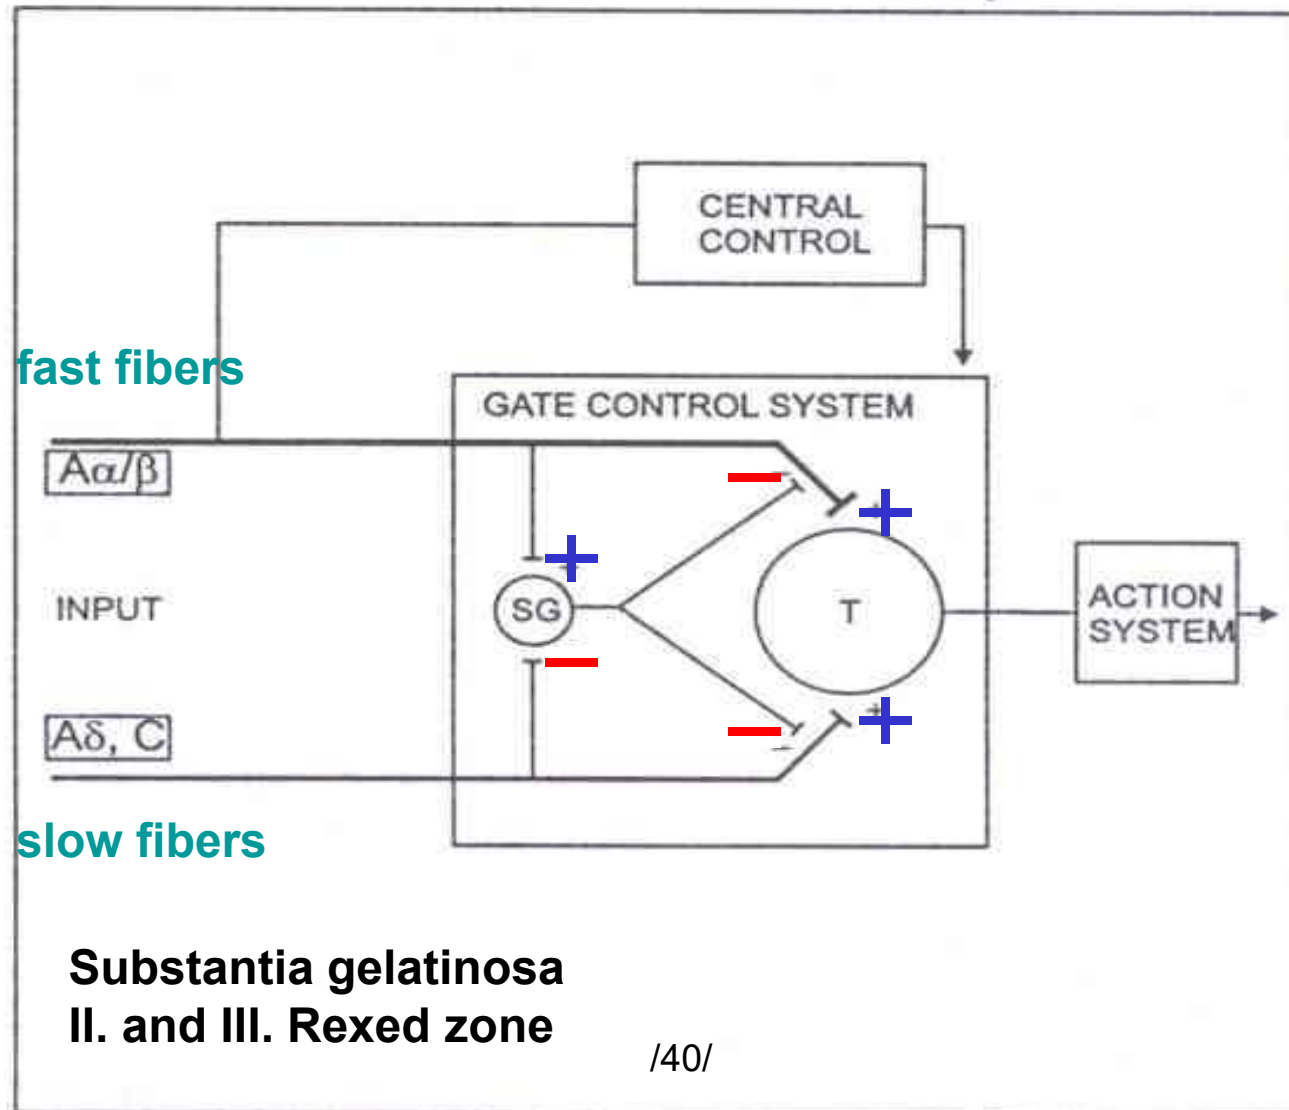 CENTRAL
CONTROL
fast fibers
GATE CONTROL SYSTEM
Aα/β
−
+
+
INPUT
SG
T
ACTION
SYSTEM
−
−
+
Aδ, C
slow fibers
Substantia gelatinosa
II. and III. Rexed zone
/40/